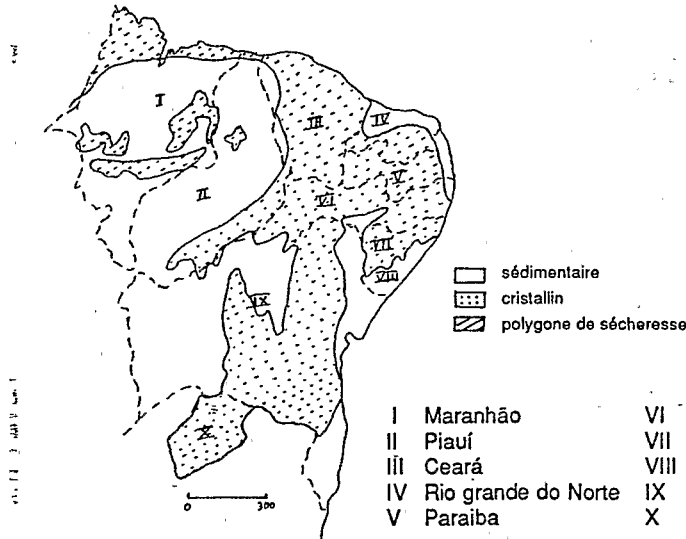 I
II
III
IV
V
VI
VII
VIII
IX
X
sédimentaire
cristallin
polygone de sécheresse
0 300
I Maranhão VI
II Piauí VII
III Ceará VIII
IV Rio grande do Norte IX
V Paraiba X